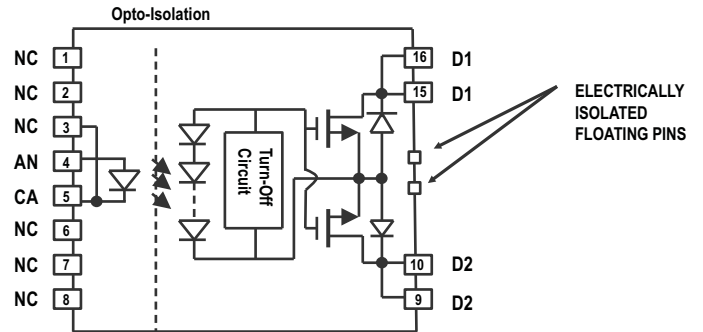 Opto-Isolation
NC 1
NC 2
NC 3
AN 4
CA 5
NC 6
NC 7
NC 8
Turn-Off
Circuit
16 D1
15 D1
ELECTRICALLY
ISOLATED
FLOATING PINS
10 D2
9 D2